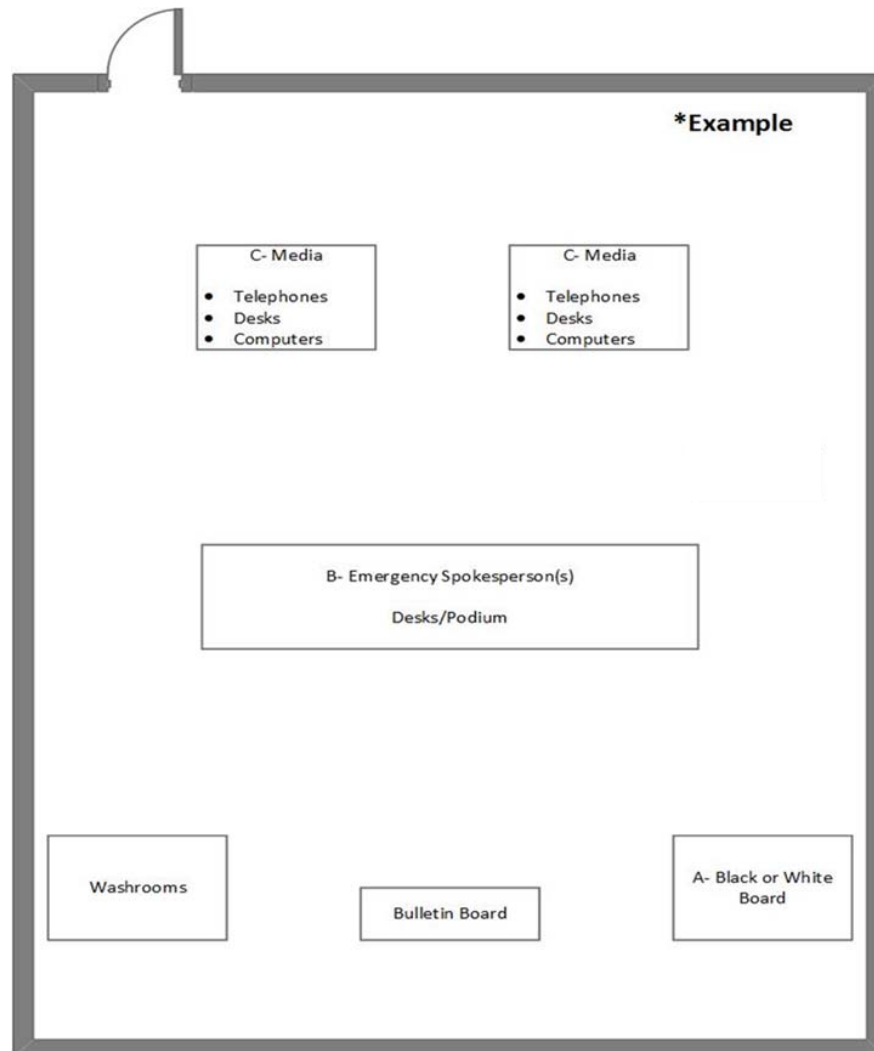 *Example
C- Media
• Telephones
• Desks
• Computers
C- Media
• Telephones
• Desks
• Computers
B- Emergency Spokesperson(s)
Desks/Podium
Washrooms
Bulletin Board
A- Black or White
Board